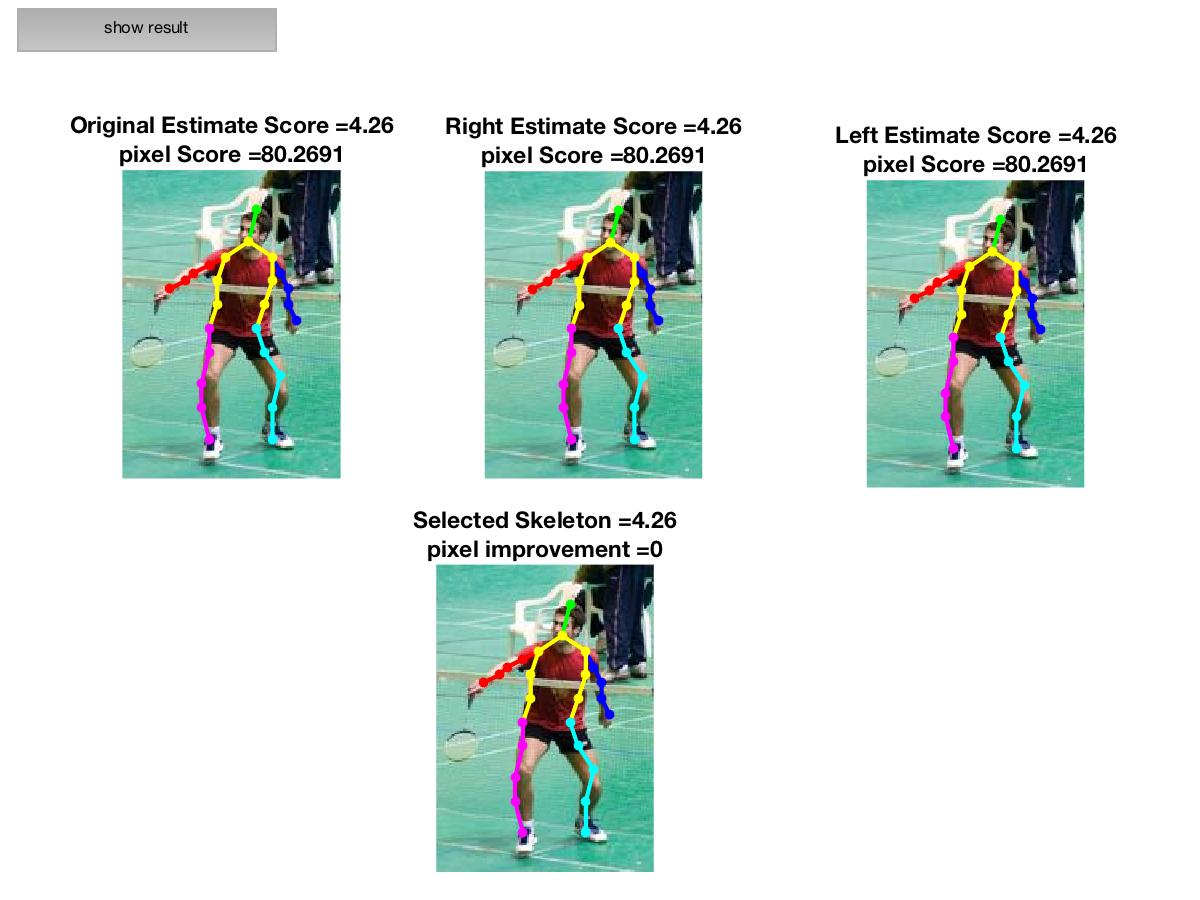 show result
Original Estimate Score =4.26
pixel Score =80.2691
Right Estimate Score =4.26
pixel Score =80.2691
Left Estimate Score =4.26
pixel Score =80.2691
Selected Skeleton =4.26
pixel improvement =0